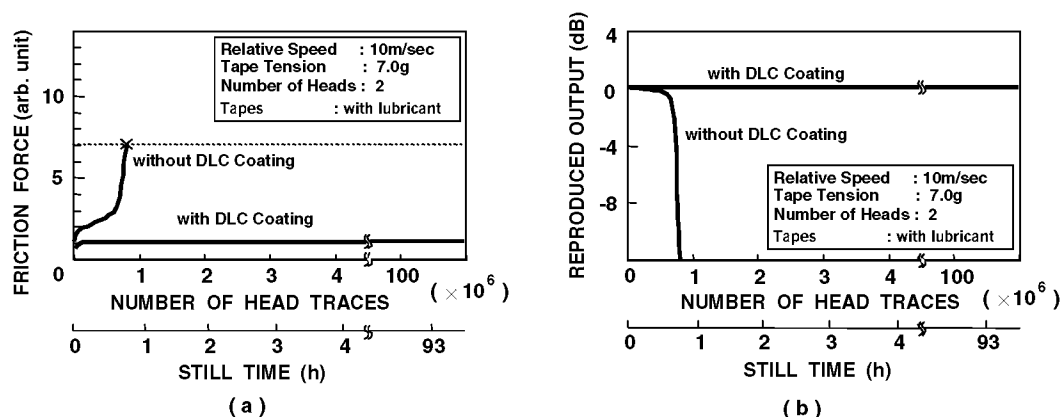 FRICTION FORCE (arb. unit)
10
5
Relative Speed : 10m/sec
Tape Tension : 7.0g
Number of Heads : 2
Tapes : with lubricant
without DLC Coating
with DLC Coating
0 1 2 3 4 100
NUMBER OF HEAD TRACES (×10⁶)
0 1 2 3 4 93
STILL TIME (h)
(a)
REPRODUCED OUTPUT (dB)
4
0
-4
-8
with DLC Coating
without DLC Coating
Relative Speed : 10m/sec
Tape Tension : 7.0g
Number of Heads : 2
Tapes : with lubricant
0 1 2 3 4 100
NUMBER OF HEAD TRACES (×10⁶)
0 1 2 3 4 93
STILL TIME (h)
(b)